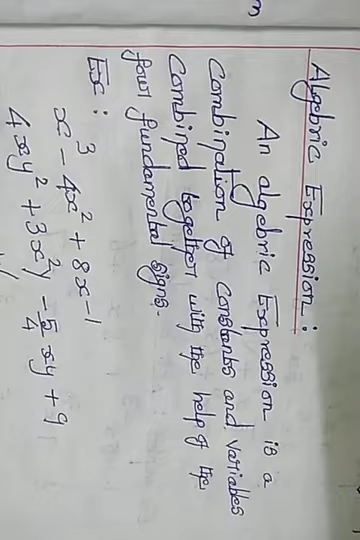 Algebric Expression :
An algebric Expression is a
Combination of Constants and variables
Combined together with the help of the
four fundamental signs.
Ex : x³ - 4x² + 8x - 1
4xy² + 3x²y - 5/4 xy + 9